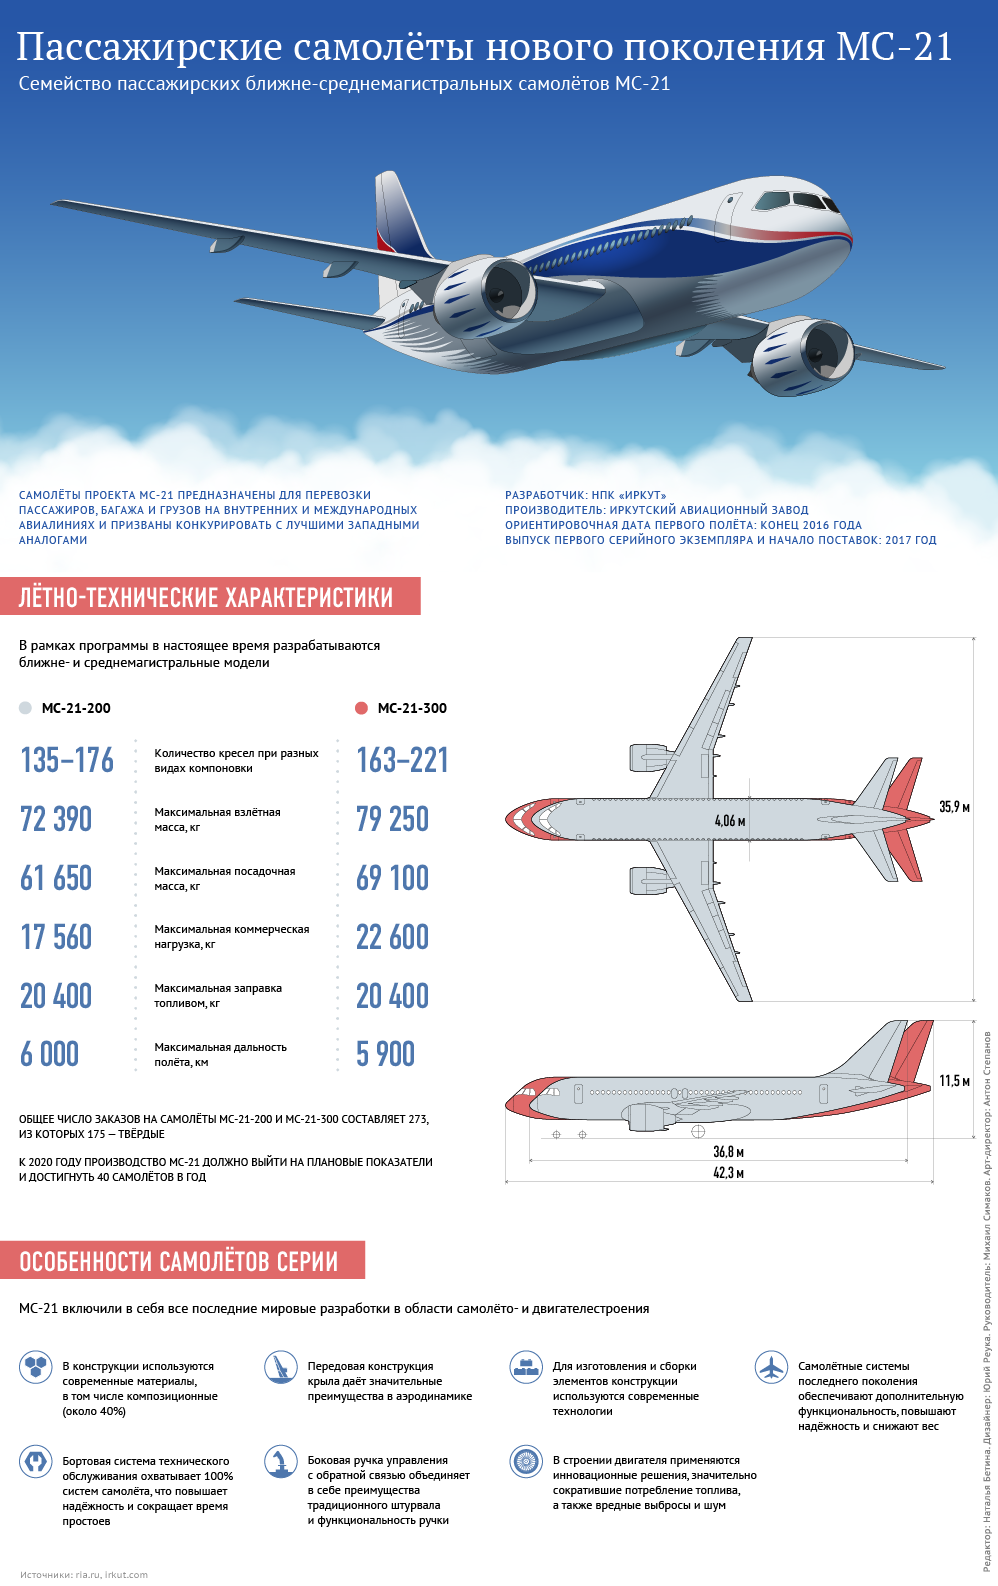 Пассажирские самолёты нового поколения МС-21
Семейство пассажирских ближне-среднемагистральных самолётов МС-21
САМОЛЁТЫ ПРОЕКТА МС-21 ПРЕДНАЗНАЧЕНЫ ДЛЯ ПЕРЕВОЗКИ
ПАССАЖИРОВ, БАГАЖА И ГРУЗОВ НА ВНУТРЕННИХ И МЕЖДУНАРОДНЫХ
АВИАЛИНИЯХ И ПРИЗВАНЫ КОНКУРИРОВАТЬ С ЛУЧШИМИ ЗАПАДНЫМИ
АНАЛОГАМИ
РАЗРАБОТЧИК: НПК «ИРКУТ»
ПРОИЗВОДИТЕЛЬ: ИРКУТСКИЙ АВИАЦИОННЫЙ ЗАВОД
ОРИЕНТИРОВОЧНАЯ ДАТА ПЕРВОГО ПОЛЁТА: КОНЕЦ 2016 ГОДА
ВЫПУСК ПЕРВОГО СЕРИЙНОГО ЭКЗЕМПЛЯРА И НАЧАЛО ПОСТАВОК: 2017 ГОД
ЛЁТНО-ТЕХНИЧЕСКИЕ ХАРАКТЕРИСТИКИ
В рамках программы в настоящее время разрабатываются
ближне- и среднемагистральные модели
МС-21-200
МС-21-300
135–176
Количество кресел при разных
видах компоновки
163–221
72 390
Максимальная взлётная
масса, кг
79 250
61 650
Максимальная посадочная
масса, кг
69 100
17 560
Максимальная коммерческая
нагрузка, кг
22 600
20 400
Максимальная заправка
топливом, кг
20 400
6 000
Максимальная дальность
полёта, км
5 900
4,06 м
35,9 м
11,5 м
36,8 м
42,3 м
ОБЩЕЕ ЧИСЛО ЗАКАЗОВ НА САМОЛЁТЫ МС-21-200 И МС-21-300 СОСТАВЛЯЕТ 273,
ИЗ КОТОРЫХ 175 — ТВЁРДЫЕ
К 2020 ГОДУ ПРОИЗВОДСТВО МС-21 ДОЛЖНО ВЫЙТИ НА ПЛАНОВЫЕ ПОКАЗАТЕЛИ
И ДОСТИГНУТЬ 40 САМОЛЁТОВ В ГОД
ОСОБЕННОСТИ САМОЛЁТОВ СЕРИИ
МС-21 включили в себя все последние мировые разработки в области самолёто- и двигателестроения
В конструкции используются
современные материалы,
в том числе композиционные
(около 40%)
Передовая конструкция
крыла даёт значительные
преимущества в аэродинамике
Для изготовления и сборки
элементов конструкции
используются современные
технологии
Самолётные системы
последнего поколения
обеспечивают дополнительную
функциональность, повышают
надёжность и снижают вес
Бортовая система технического
обслуживания охватывает 100%
систем самолёта, что повышает
надёжность и сокращает время
простоев
Боковая ручка управления
с обратной связью объединяет
в себе преимущества
традиционного штурвала
и функциональность ручки
В строении двигателя применяются
инновационные решения, значительно
сократившие потребление топлива,
а также вредные выбросы и шум
Источники: ria.ru, irkut.com
Редактор: Наталья Бетина. Дизайнер: Юрий Реука. Руководитель: Михаил Симаков. Арт-директор: Антон Степанов